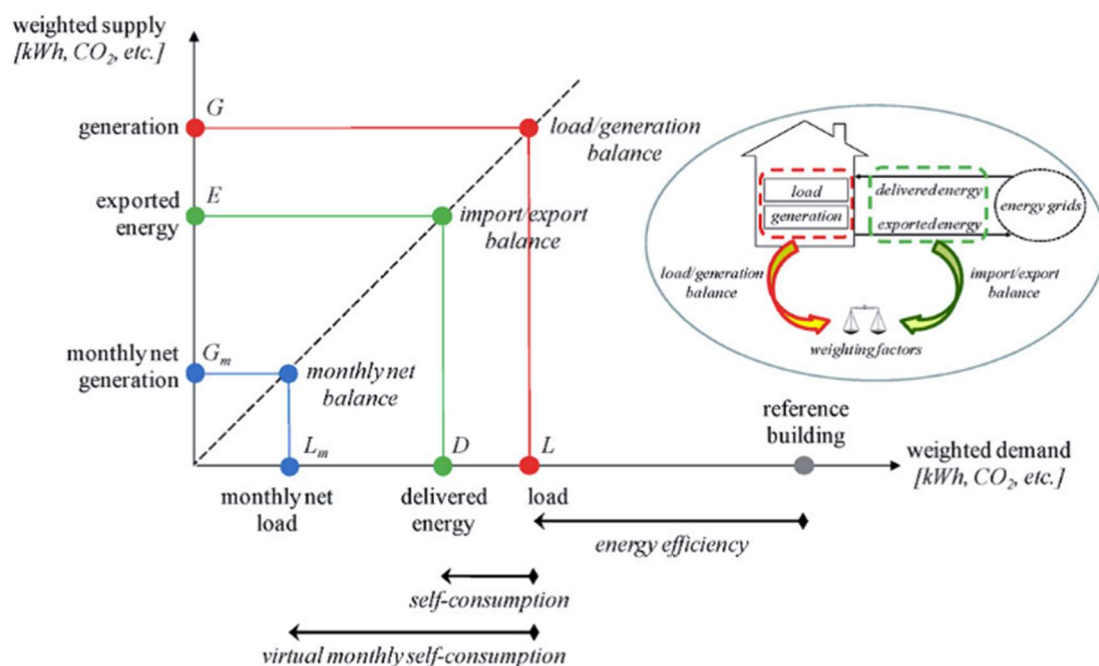 weighted supply
[kWh, CO₂, etc.]
G
generation
load/generation
balance
E
exported
energy
import/export
balance
Gₘ
monthly net
generation
monthly net
balance
Lₘ
D
L
reference
building
weighted demand
[kWh, CO₂, etc.]
monthly net
load
delivered
energy
load
energy efficiency
self-consumption
virtual monthly self-consumption
load
generation
delivered energy
exported energy
energy grids
load/generation
balance
import/export
balance
weighting factors